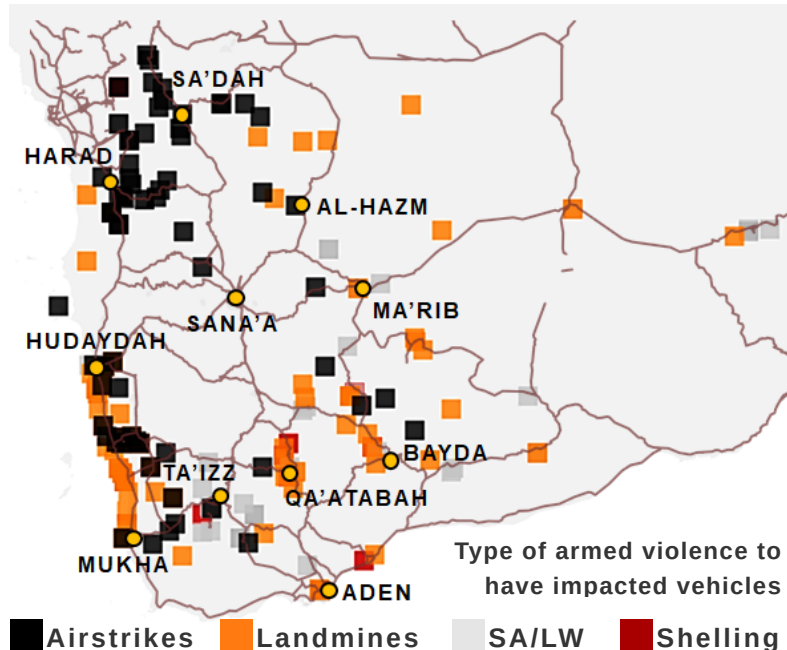 SA'DAH
HARAD
AL-HAZM
SANA'A
MA'RIB
HUDAYDAH
TA'IZZ
BAYDA
QA'ATABAH
MUKHA
ADEN
Type of armed violence to
have impacted vehicles
Airstrikes Landmines SA/LW Shelling